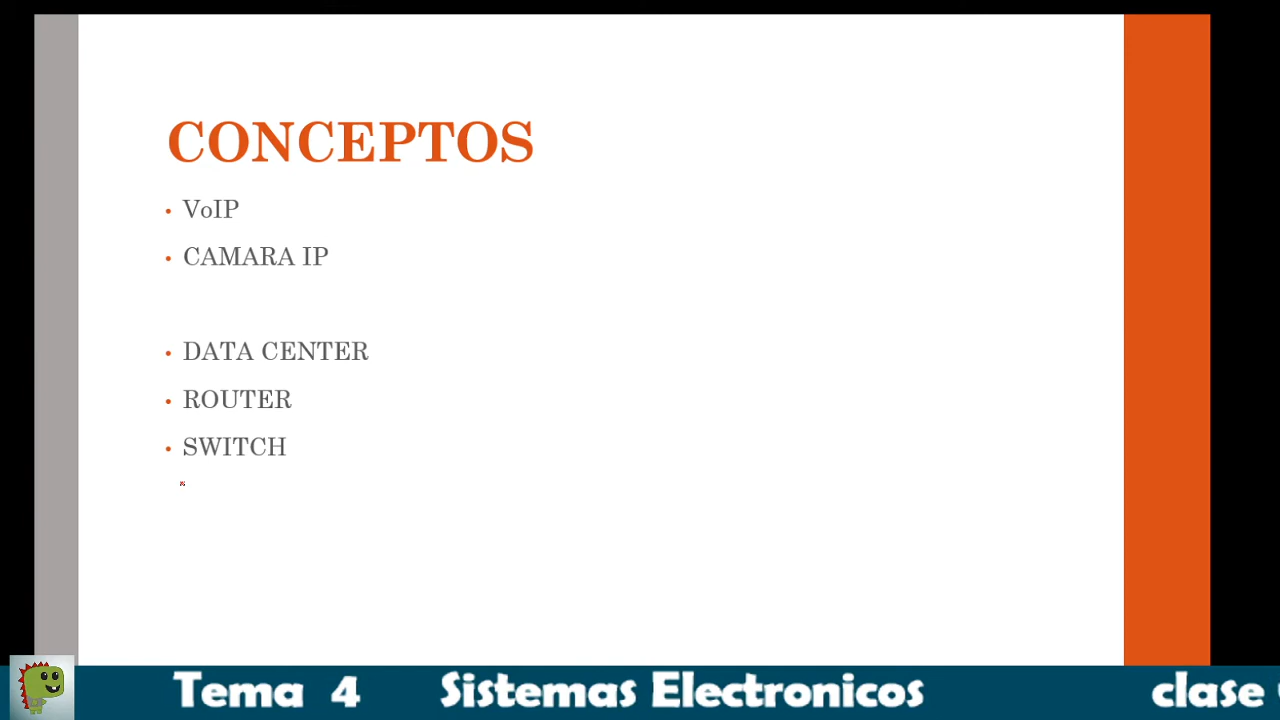 CONCEPTOS
• VoIP
• CAMARA IP
• DATA CENTER
• ROUTER
• SWITCH
Tema 4 Sistemas Electronicos clase